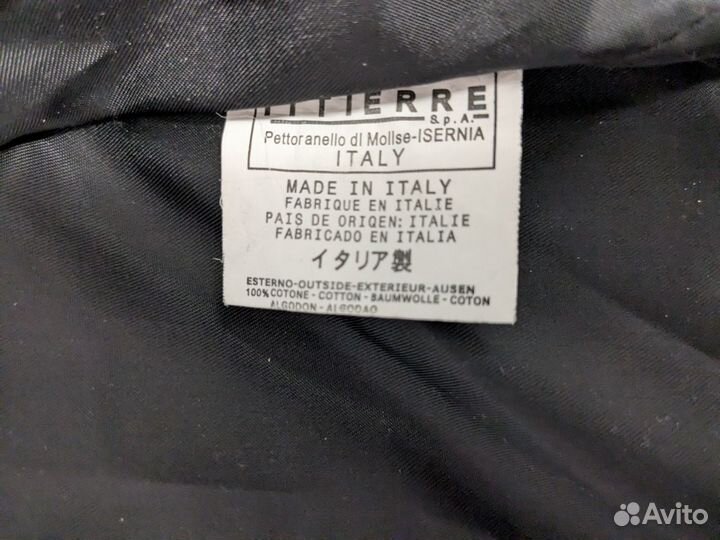 ITTIERRE
S.p.A.
Pettoranello di Molise-ISERNIA
ITALY
MADE IN ITALY
FABRIQUE EN ITALIE
PAIS DE ORIQEN: ITALIE
FABRICADO EN ITALIA
イタリア製
ESTERNO-OUTSIDE-EXTERIEUR-AUSEN
100% COTONE - COTTON - BAUMWOLLE - COTON
ALGODON - ALGODAO
Avito